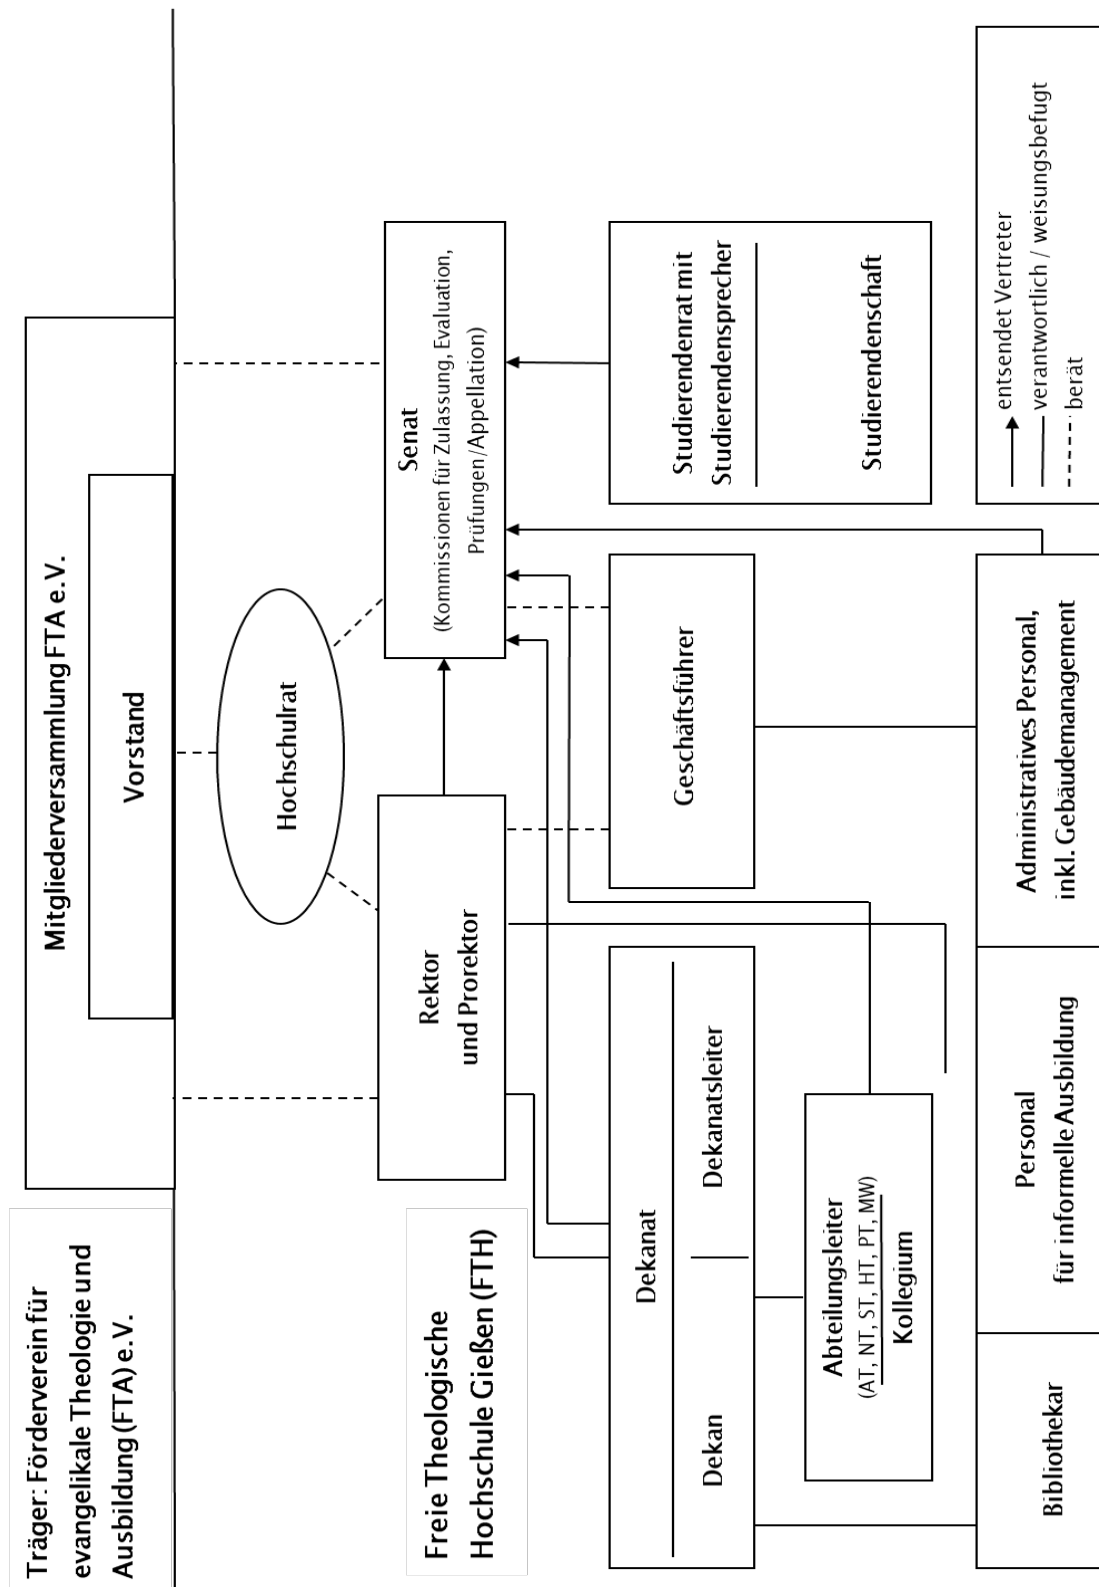 Träger: Förderverein für
evangelikale Theologie und
Ausbildung (FTA) e.V.
Mitgliederversammlung FTA e.V.
Vorstand
Hochschulrat
Freie Theologische
Hochschule Gießen (FTH)
Rektor
und Prorektor
Senat
(Kommissionen für Zulassung, Evaluation,
Prüfungen/Appellation)
Dekanat
Dekan
Dekanatsleiter
Geschäftsführer
Studierendenrat mit
Studierendensprecher
Studierendenschaft
Abteilungsleiter
(AT, NT, ST, HT, PT, MW)
Kollegium
Bibliothekar
Personal
für informelle Ausbildung
Administratives Personal,
inkl. Gebäudemanagement
entsendet Vertreter
verantwortlich / weisungsbefugt
berät